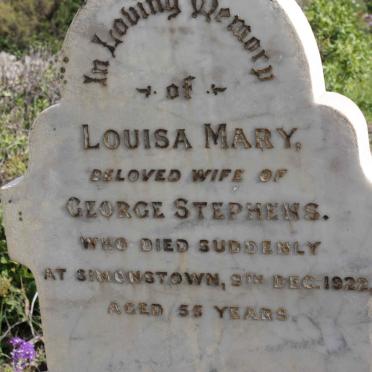 In Loving Memory
of
LOUISA MARY,
BELOVED WIFE OF
GEORGE STEPHENS.
WHO DIED SUDDENLY
AT SIMONSTOWN, 9TH DEC. 1922,
AGED 55 YEARS.